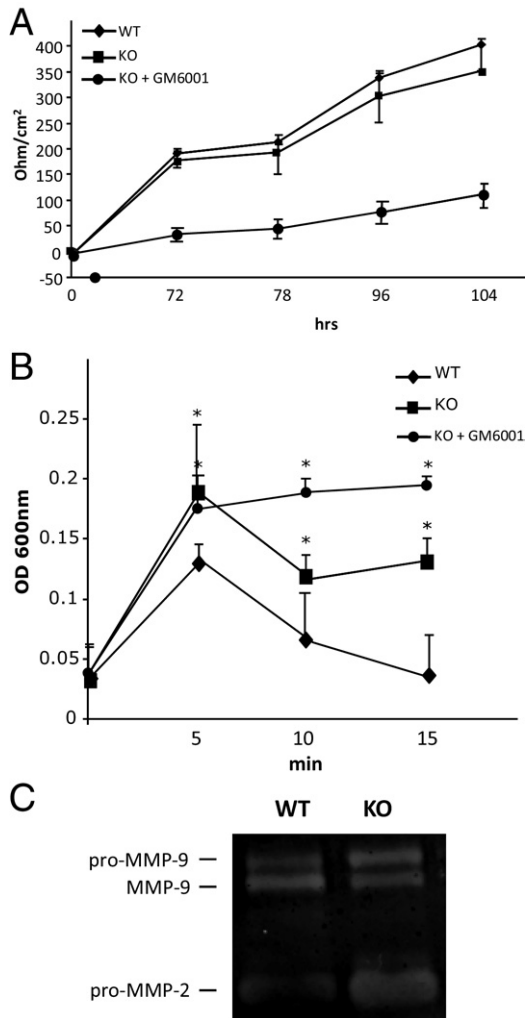 A
WT
KO
KO + GM6001
400
350
300
250
200
150
100
50
0
-50
Ohm/cm²
0 72 78 96 104
hrs
B
WT
KO
KO + GM6001
0.25
0.2
0.15
0.1
0.05
0
OD 600nm
* * * * * *
5 10 15
min
C
WT KO
pro-MMP-9
MMP-9
pro-MMP-2